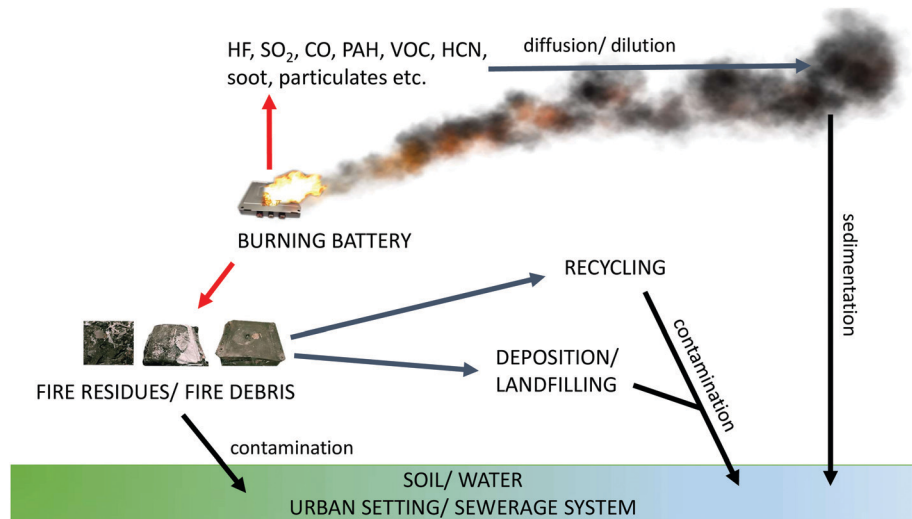 HF, SO₂, CO, PAH, VOC, HCN,
soot, particulates etc.
diffusion/ dilution
BURNING BATTERY
sedimentation
RECYCLING
contamination
DEPOSITION/
LANDFILLING
FIRE RESIDUES/ FIRE DEBRIS
contamination
SOIL/ WATER
URBAN SETTING/ SEWERAGE SYSTEM